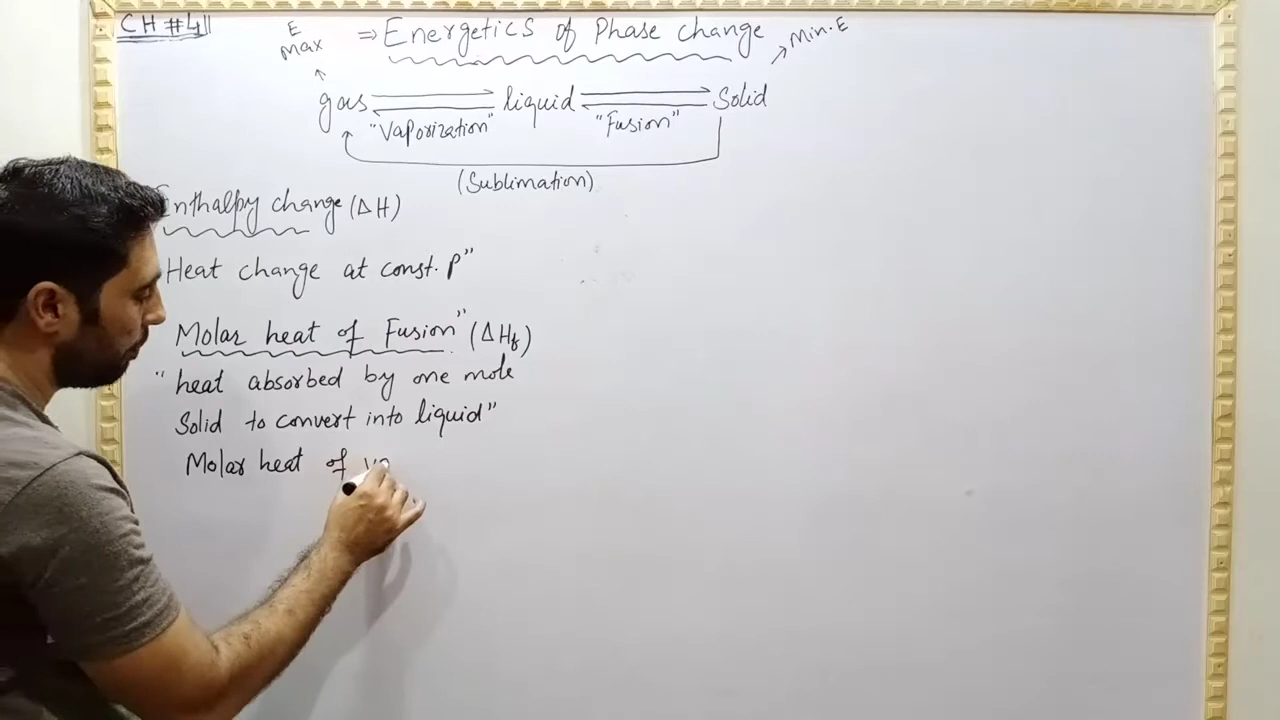 CH #4
⇒ Energetics of Phase change
E max
Min. E
gas ⇌ liquid ⇌ Solid
"Vaporization" "Fusion"
(Sublimation)
Enthalpy change (ΔH)
Heat change at const. P"
Molar heat of Fusion" (ΔHf)
"heat absorbed by one mole
Solid to convert into liquid"
Molar heat of va